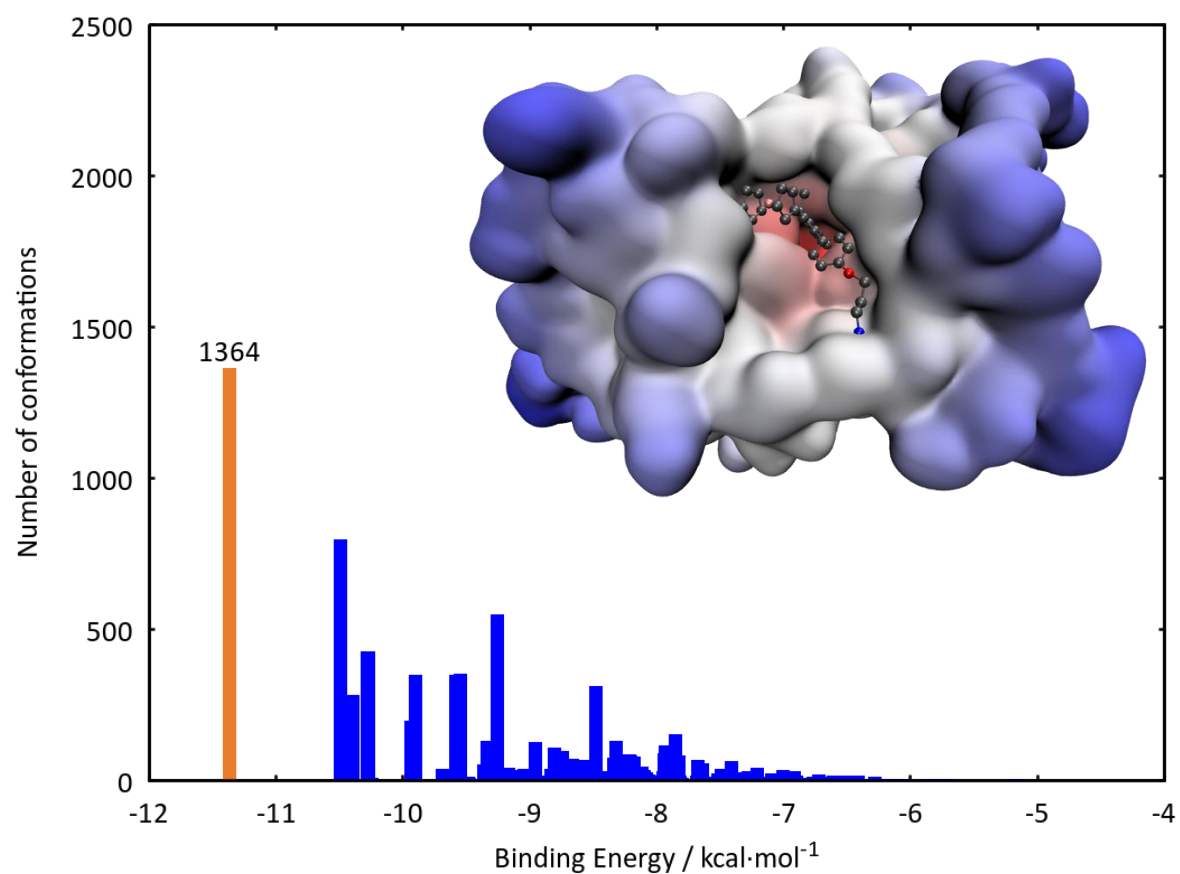 2500
2000
1500
1000
500
0
Number of conformations
1364
-12 -11 -10 -9 -8 -7 -6 -5 -4
Binding Energy / kcal·mol⁻¹